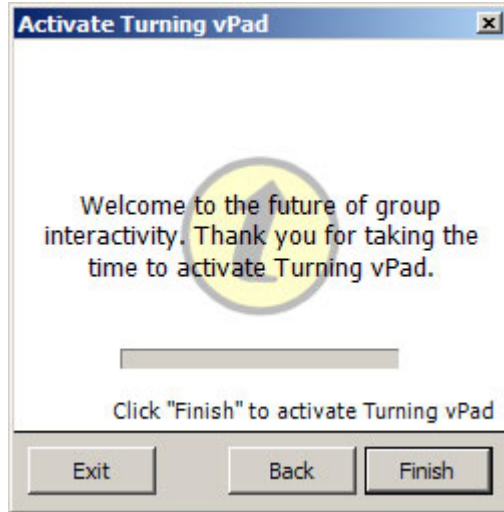 Activate Turning vPad
Welcome to the future of group
interactivity. Thank you for taking the
time to activate Turning vPad.
Click "Finish" to activate Turning vPad
Exit
Back
Finish